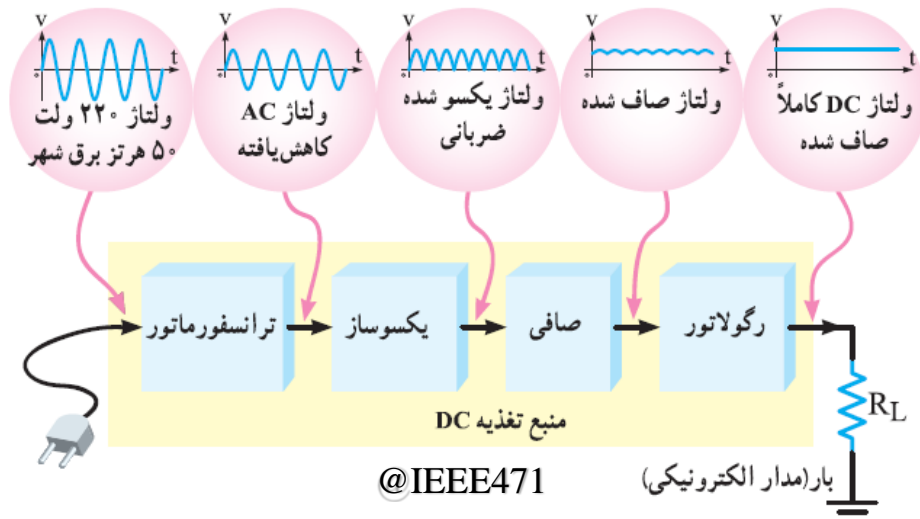 v
t
ولتاژ ۲۲۰ ولت
۵۰ هرتز برق شهر
v
t
ولتاژ AC
کاهش‌یافته
v
t
ولتاژ یکسو شده
ضربانی
v
t
ولتاژ صاف شده
v
t
ولتاژ DC کاملاً
صاف شده
ترانسفورماتور
یکسوساز
صافی
رگولاتور
منبع تغذیه DC
R_L
بار(مدار الکترونیکی)
@IEEE471